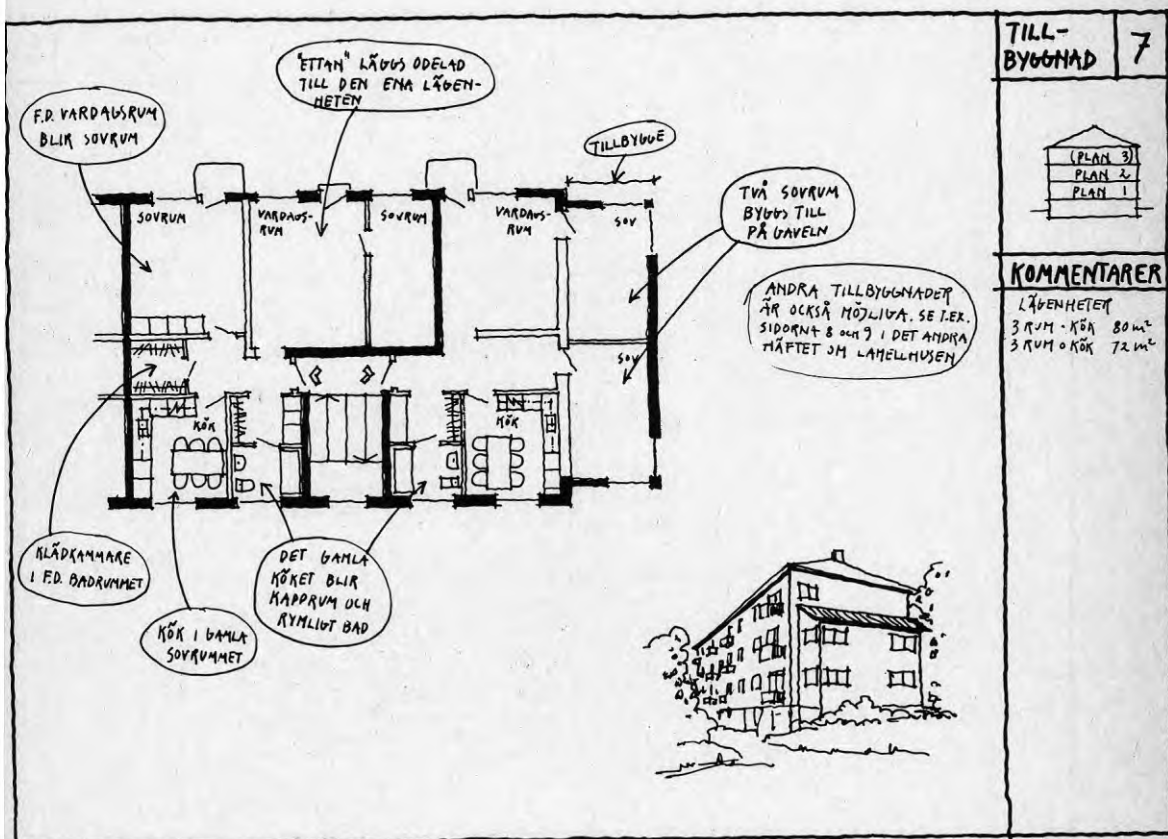 TILL-
BYGGNAD
7
"ETTAN" LÄGGS ODELAD
TILL DEN ENA LÄGEN-
HETEN
F.D. VARDAGSRUM
BLIR SOVRUM
TILLBYGGE
(PLAN 3)
PLAN 2
PLAN 1
TVÅ SOVRUM
BYGGS TILL
PÅ GAVELN
SOVRUM
VARDAGS-
RUM
SOVRUM
VARDAGS-
RUM
SOV
KOMMENTARER
LÄGENHETER
3 RUM · KÖK 80 m²
3 RUM O KÖK 72 m²
ANDRA TILLBYGGNADER
ÄR OCKSÅ MÖJLIGA. SE T.EX.
SIDORNA 8 och 9 I DET ANDRA
HÄFTET OM LAMELLHUSEN
SOV
KÖK
KÖK
KLÄDKAMMARE
I F.D. BADRUMMET
KÖK I GAMLA
SOVRUMMET
DET GAMLA
KÖKET BLIR
KAPPRUM OCH
RYMLIGT BAD